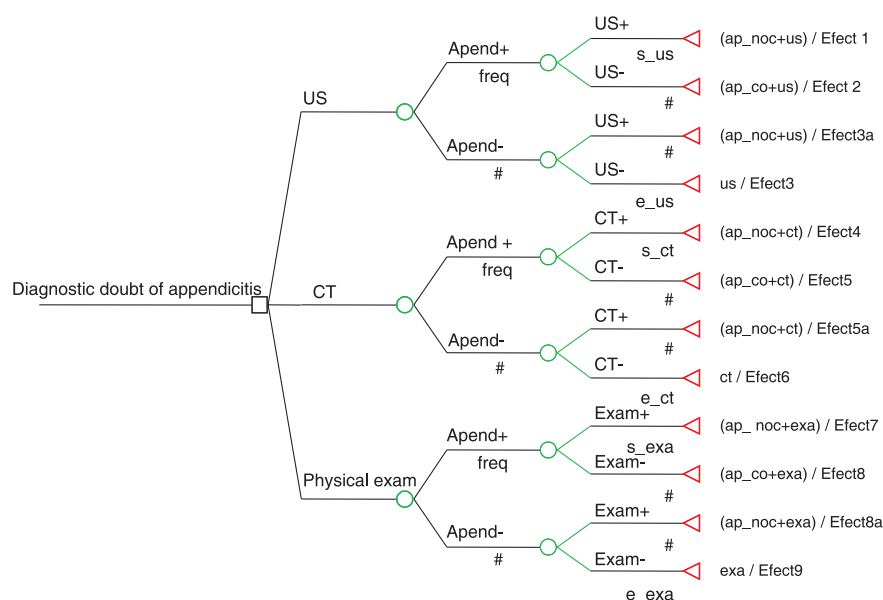 US+
(ap_noc+us) / Efect 1
Apend+
s_us
freq
US-
(ap_co+us) / Efect 2
#
US
US+
(ap_noc+us) / Efect3a
Apend-
#
#
US-
us / Efect3
e_us
CT+
(ap_noc+ct) / Efect4
Apend +
s_ct
freq
CT-
(ap_co+ct) / Efect5
#
Diagnostic doubt of appendicitis
CT
CT+
(ap_noc+ct) / Efect5a
Apend-
#
#
CT-
ct / Efect6
e_ct
Exam+
(ap_ noc+exa) / Efect7
Apend+
s_exa
freq
Exam-
(ap_co+exa) / Efect8
#
Physical exam
Exam+
(ap_noc+exa) / Efect8a
Apend-
#
#
Exam-
exa / Efect9
e_exa